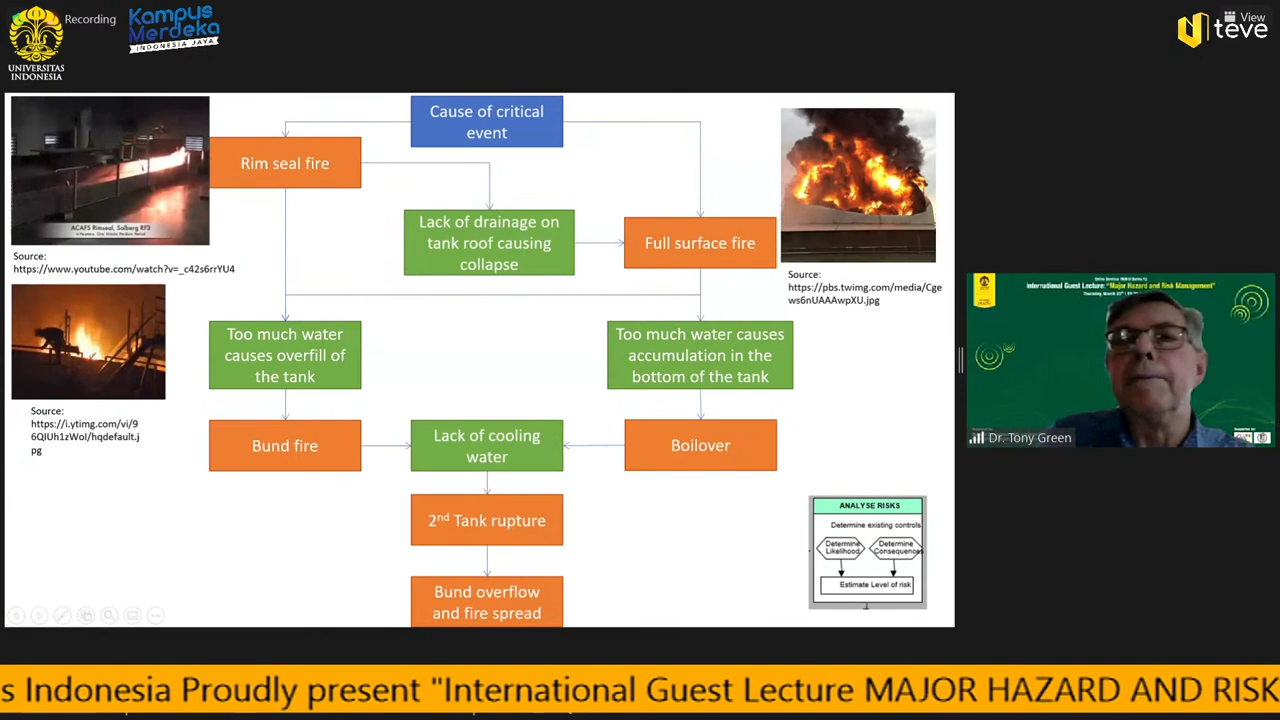 Recording
UNIVERSITAS
INDONESIA
Kampus
Merdeka
INDONESIA JAYA
View
teve
Cause of critical
event
Rim seal fire
ACAFS Rimseal, Solberg RF3
Lack of drainage on
tank roof causing
collapse
Full surface fire
Source:
https://www.youtube.com/watch?v=_c42s6rrYU4
Source:
https://pbs.twimg.com/media/Cge
ws6nUAAAwpXU.jpg
Too much water
causes overfill of
the tank
Too much water causes
accumulation in the
bottom of the tank
Source:
https://i.ytimg.com/vi/9
6QIUh1zWoI/hqdefault.j
pg
Bund fire
Lack of cooling
water
Boilover
2nd Tank rupture
Bund overflow
and fire spread
ANALYSE RISKS
Determine existing controls
Determine
Likelihood
Determine
Consequences
Estimate Level of risk
International Guest Lecture: "Major Hazard and Risk Management"
Dr. Tony Green
s Indonesia Proudly present "International Guest Lecture MAJOR HAZARD AND RISK